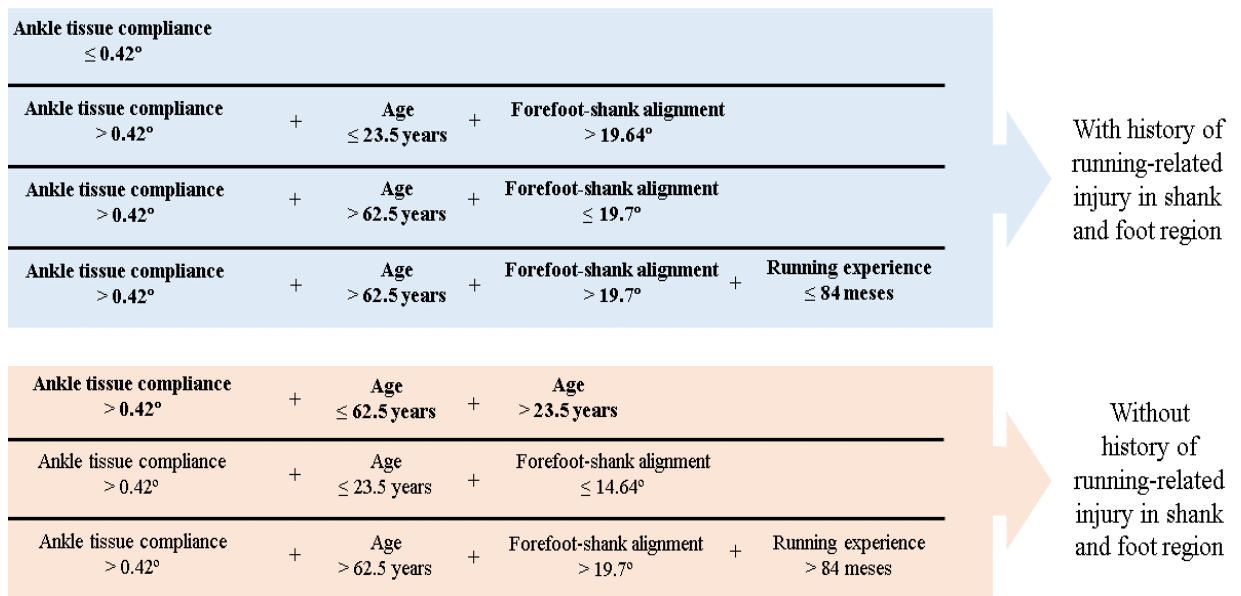 Ankle tissue compliance
≤ 0.42º
Ankle tissue compliance
> 0.42º
+
Age
≤ 23.5 years
+
Forefoot-shank alignment
> 19.64º
Ankle tissue compliance
> 0.42º
+
Age
> 62.5 years
+
Forefoot-shank alignment
≤ 19.7º
Ankle tissue compliance
> 0.42º
+
Age
> 62.5 years
+
Forefoot-shank alignment
> 19.7º
+
Running experience
≤ 84 meses
With history of
running-related
injury in shank
and foot region
Ankle tissue compliance
> 0.42º
+
Age
≤ 62.5 years
+
Age
> 23.5 years
Ankle tissue compliance
> 0.42º
+
Age
≤ 23.5 years
+
Forefoot-shank alignment
≤ 14.64º
Ankle tissue compliance
> 0.42º
+
Age
> 62.5 years
+
Forefoot-shank alignment
> 19.7º
+
Running experience
> 84 meses
Without
history of
running-related
injury in shank
and foot region